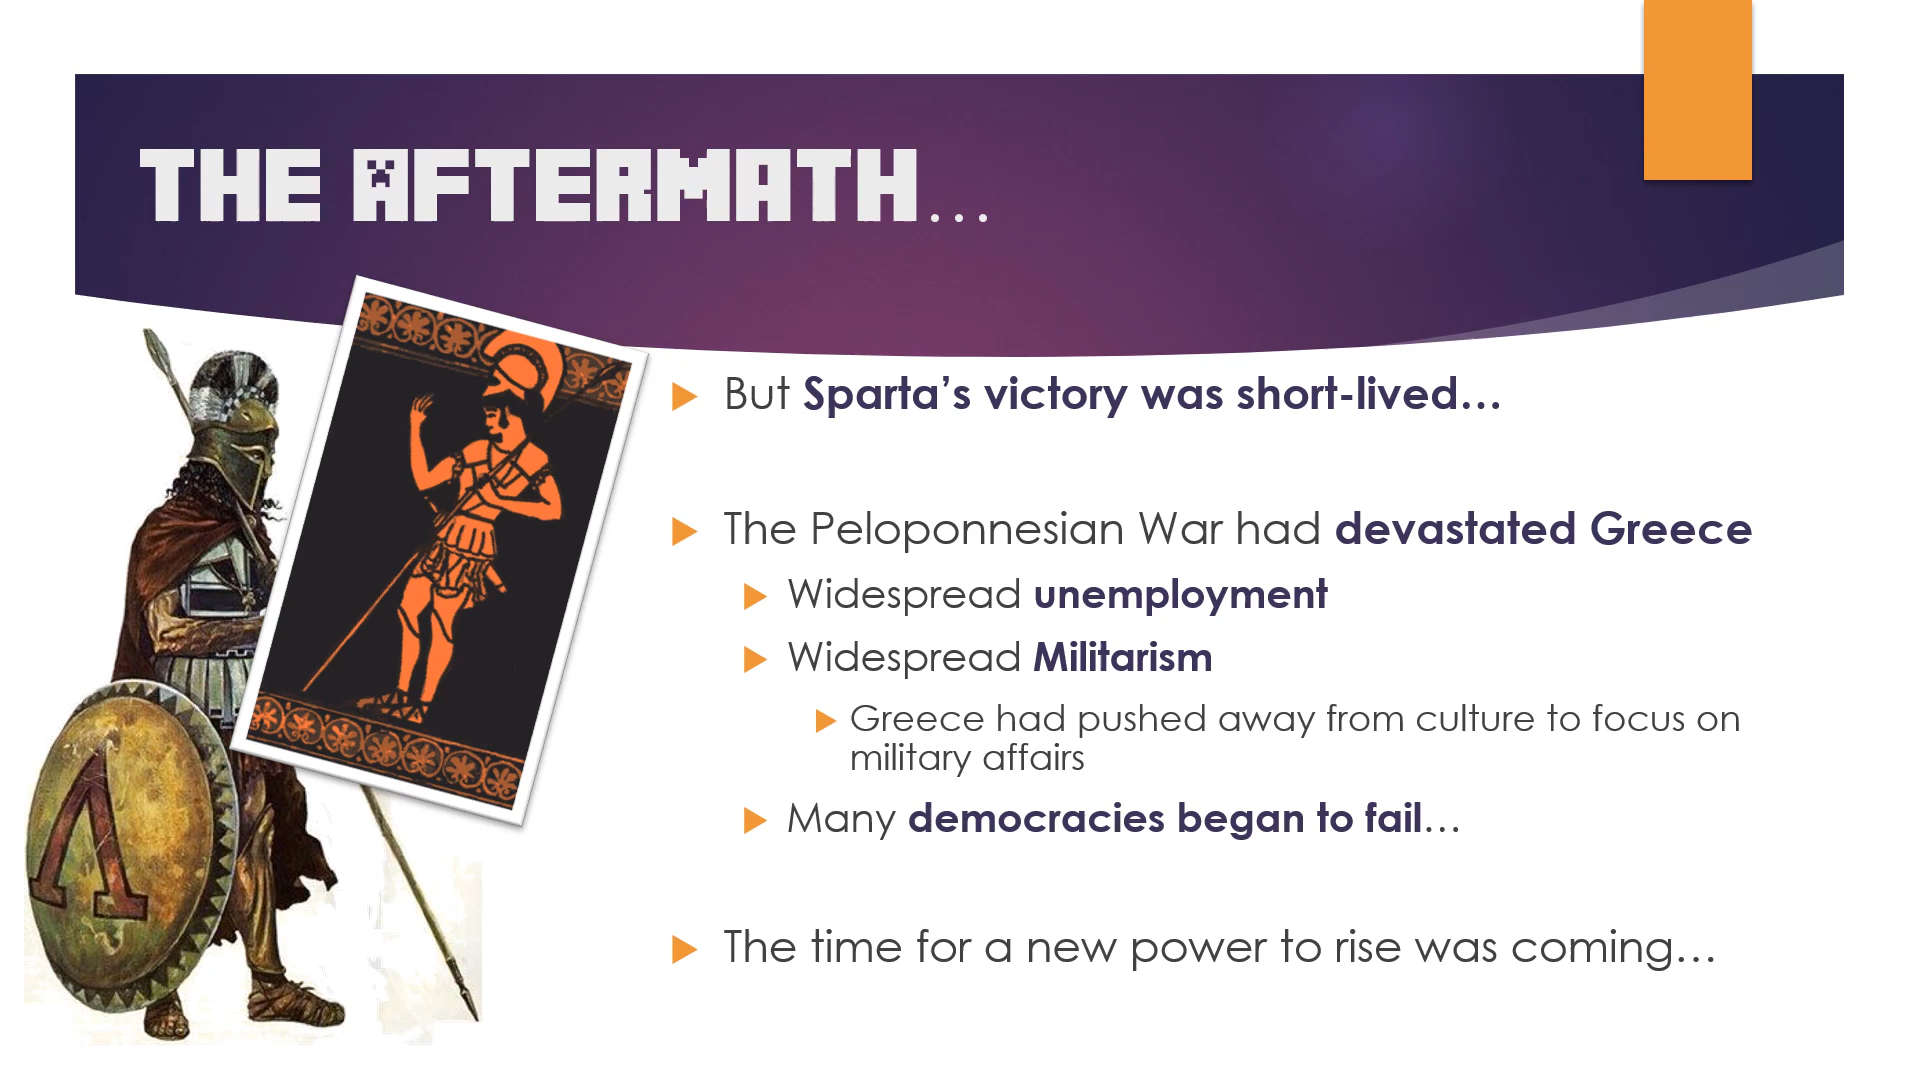 THE AFTERMATH…
But Sparta’s victory was short-lived…
The Peloponnesian War had devastated Greece
Widespread unemployment
Widespread Militarism
Greece had pushed away from culture to focus on
military affairs
Many democracies began to fail…
The time for a new power to rise was coming…
Λ